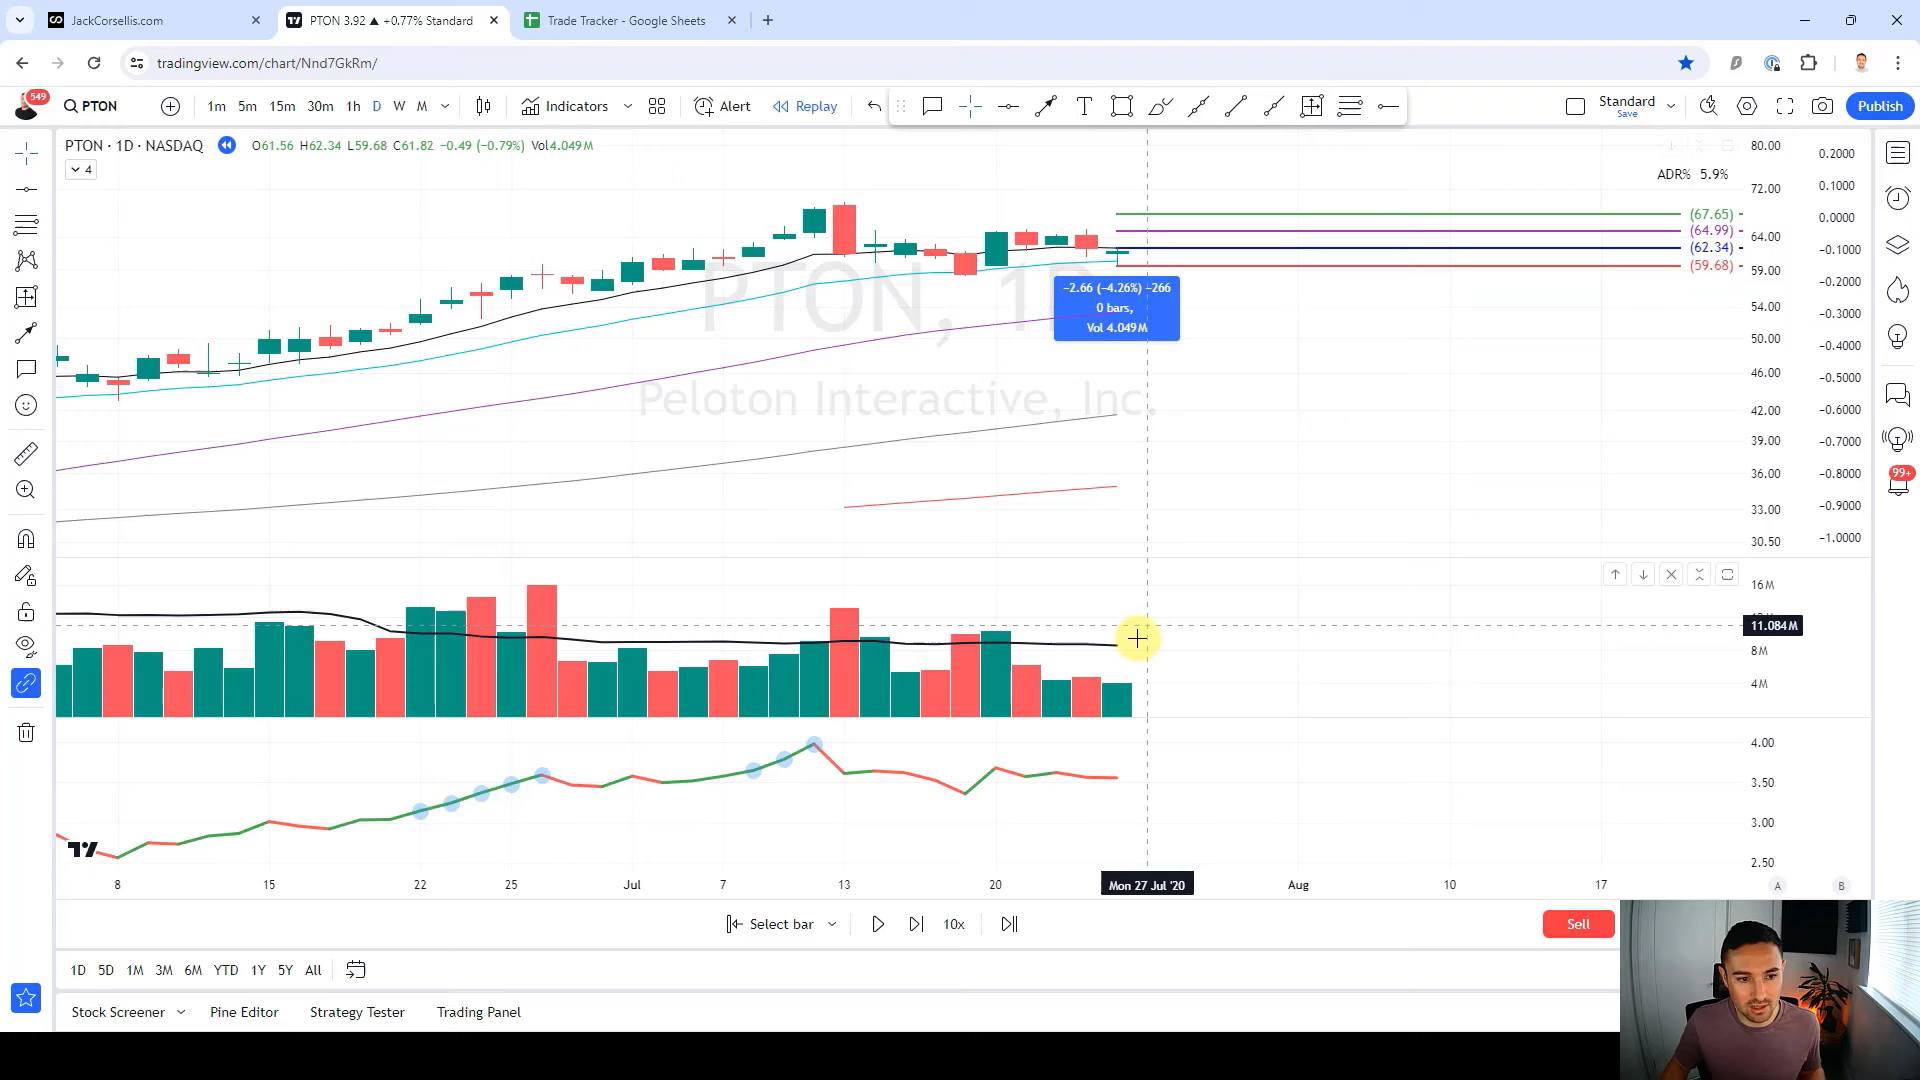 JackCorsellis.com
PTON 3.92 ▲ +0.77% Standard
Trade Tracker - Google Sheets
tradingview.com/chart/Nnd7GkRm/
549
PTON
1m 5m 15m 30m 1h D W M
Indicators
Alert
Replay
Standard
Save
Publish
PTON · 1D · NASDAQ O61.56 H62.34 L59.68 C61.82 −0.49 (−0.79%) Vol4.049M
4
ADR% 5.9%
PTON, 1D
Peloton Interactive, Inc.
−2.66 (−4.26%) −266
0 bars,
Vol 4.049M
(67.65)
(64.99)
(62.34)
(59.68)
80.00
72.00
64.00
59.00
54.00
50.00
46.00
42.00
39.00
36.00
33.00
30.50
0.2000
0.1000
0.0000
−0.1000
−0.2000
−0.3000
−0.4000
−0.5000
−0.6000
−0.7000
−0.8000
−0.9000
−1.0000
99+
16M
11.084M
8M
4M
4.00
3.50
3.00
2.50
8 15 22 25 Jul 7 13 20 Mon 27 Jul '20 Aug 10 17
A B
Select bar 10x
Sell
1D 5D 1M 3M 6M YTD 1Y 5Y All
Stock Screener Pine Editor Strategy Tester Trading Panel